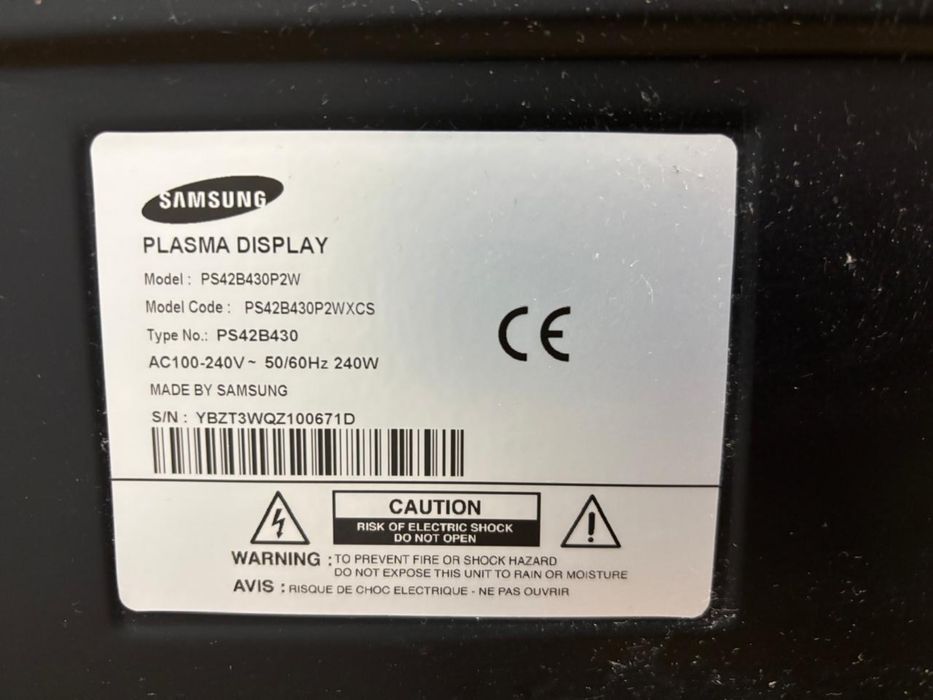 SAMSUNG
PLASMA DISPLAY
Model : PS42B430P2W
Model Code : PS42B430P2WXCS
Type No.: PS42B430
AC100-240V~ 50/60Hz 240W
MADE BY SAMSUNG
S/N : YBZT3WQZ100671D
CE
CAUTION
RISK OF ELECTRIC SHOCK
DO NOT OPEN
WARNING : TO PREVENT FIRE OR SHOCK HAZARD
DO NOT EXPOSE THIS UNIT TO RAIN OR MOISTURE
AVIS : RISQUE DE CHOC ELECTRIQUE - NE PAS OUVRIR